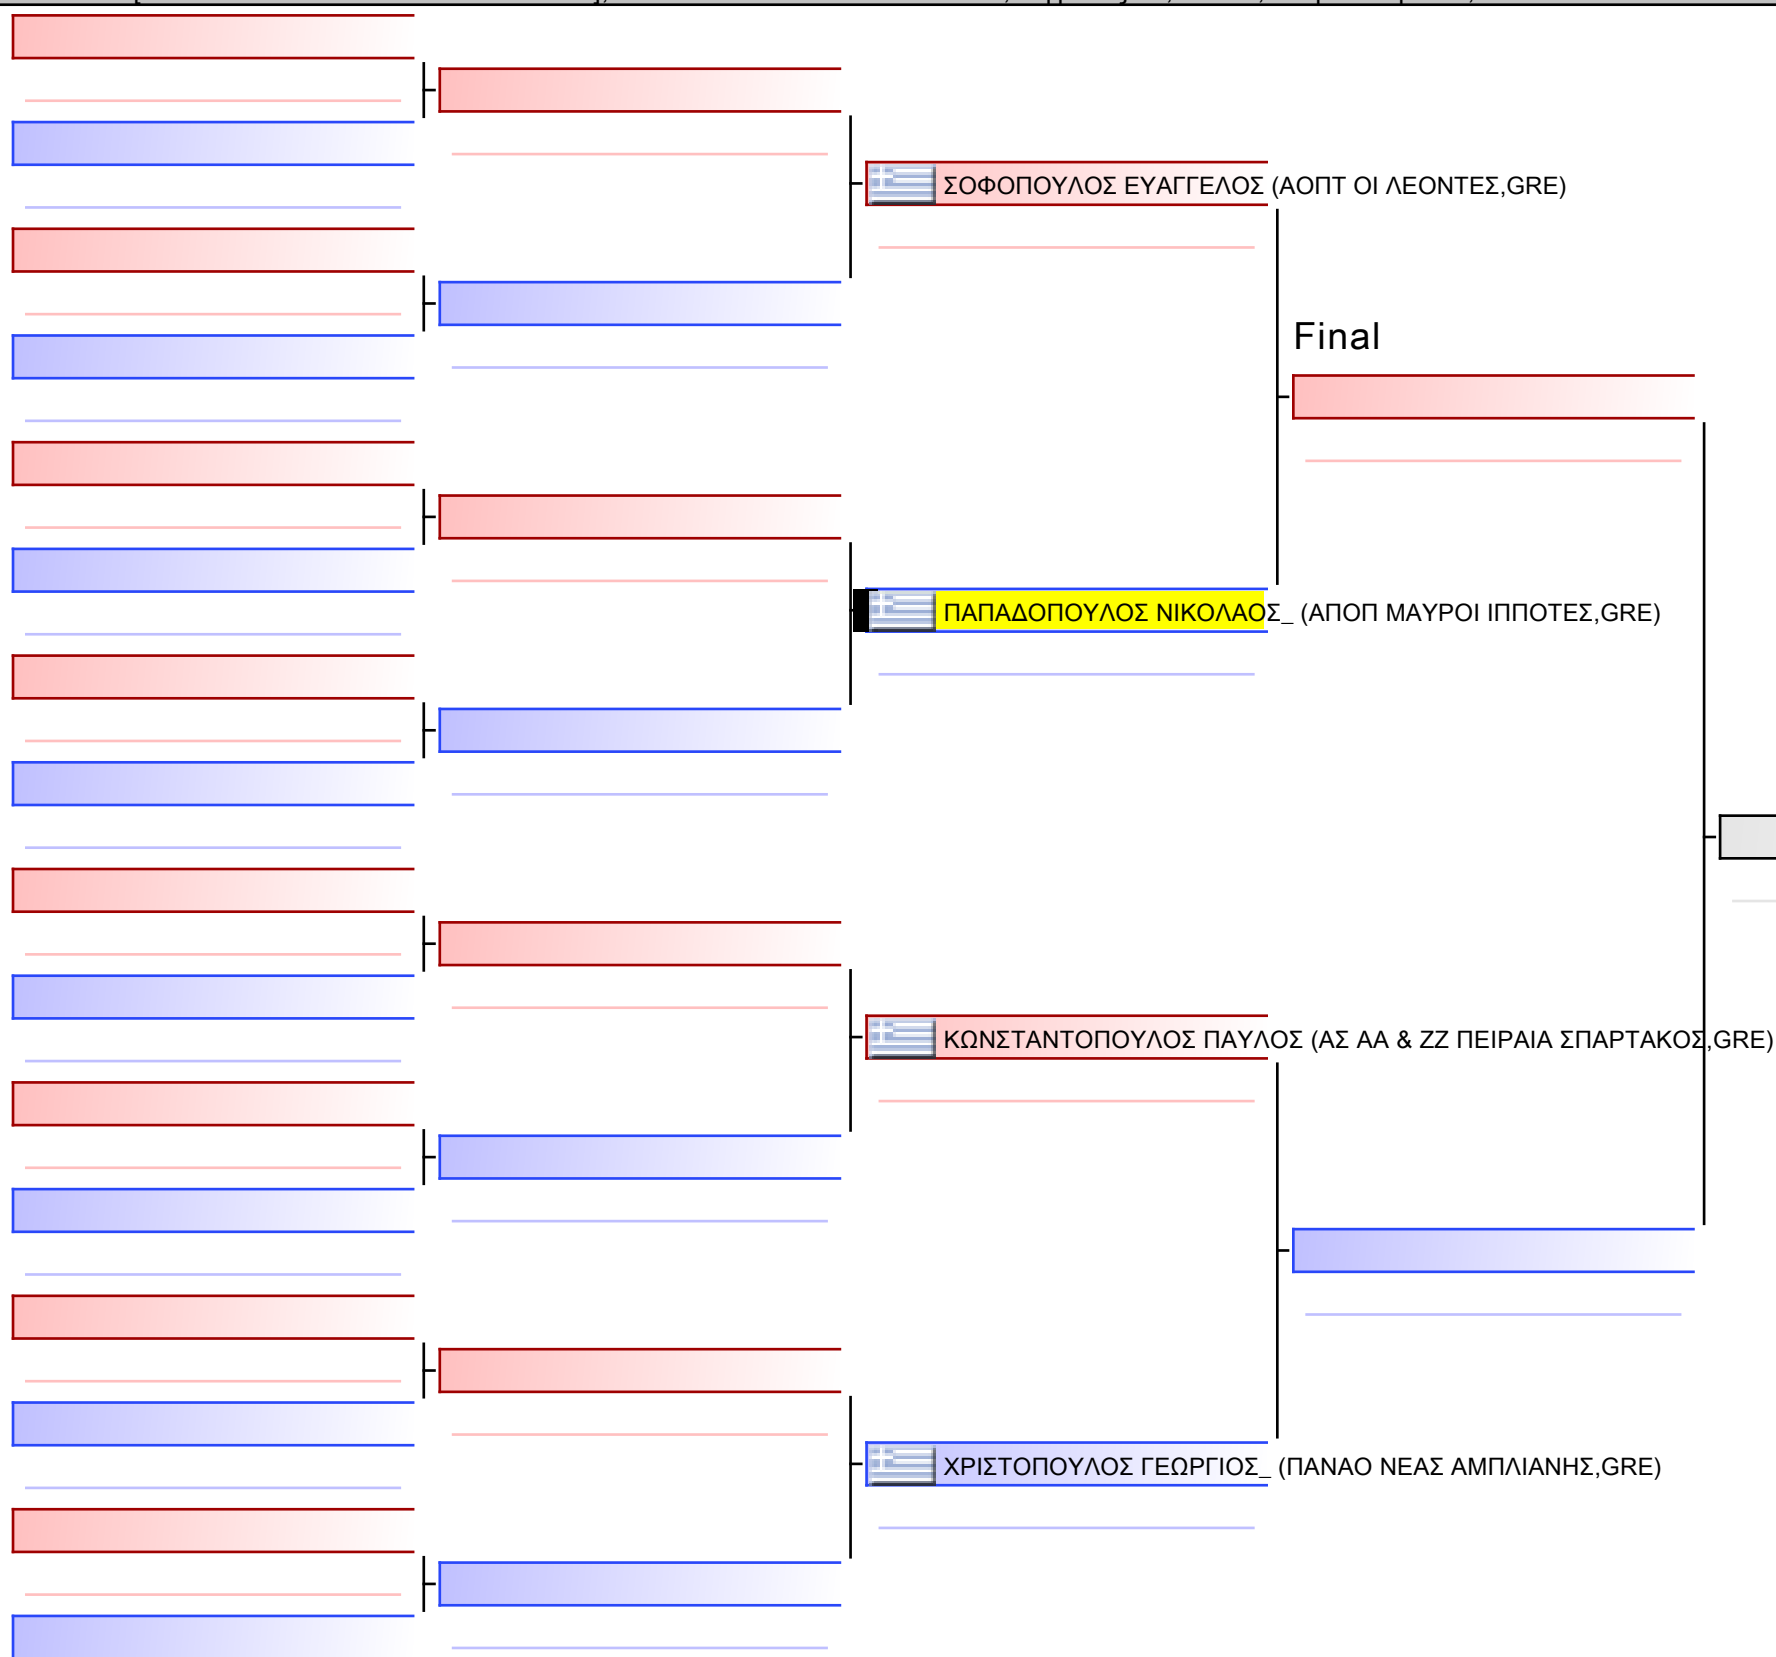 ΣΟΦΟΠΟΥΛΟΣ ΕΥΑΓΓΕΛΟΣ (ΑΟΠΤ ΟΙ ΛΕΟΝΤΕΣ,GRE)
Final
ΠΑΠΑΔΟΠΟΥΛΟΣ ΝΙΚΟΛΑΟΣ_ (ΑΠΟΠ ΜΑΥΡΟΙ ΙΠΠΟΤΕΣ,GRE)
ΚΩΝΣΤΑΝΤΟΠΟΥΛΟΣ ΠΑΥΛΟΣ (ΑΣ ΑΑ & ΖΖ ΠΕΙΡΑΙΑ ΣΠΑΡΤΑΚΟΣ,GRE)
ΧΡΙΣΤΟΠΟΥΛΟΣ ΓΕΩΡΓΙΟΣ_ (ΠΑΝΑΟ ΝΕΑΣ ΑΜΠΛΙΑΝΗΣ,GRE)